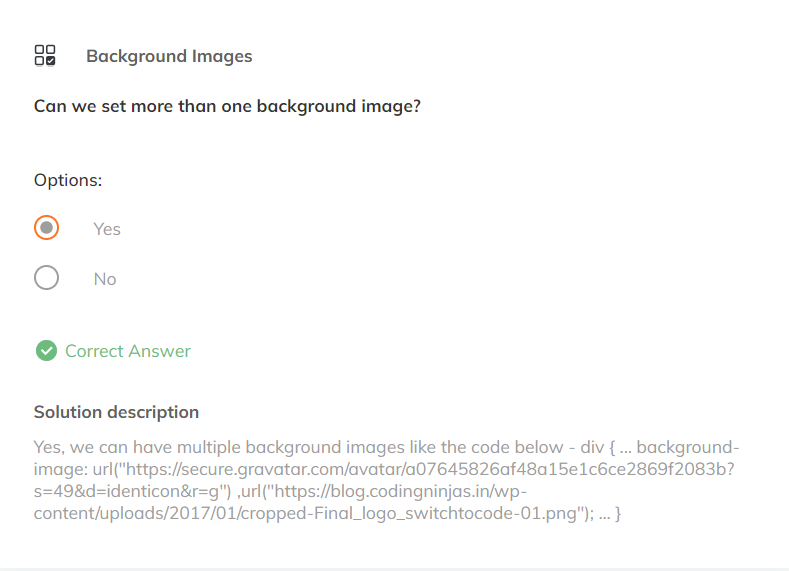 Background Images
Can we set more than one background image?
Options:
Yes
No
Correct Answer
Solution description
Yes, we can have multiple background images like the code below - div { ... background-
image: url("https://secure.gravatar.com/avatar/a07645826af48a15e1c6ce2869f2083b?
s=49&d=identicon&r=g") ,url("https://blog.codingninjas.in/wp-
content/uploads/2017/01/cropped-Final_logo_switchtocode-01.png"); ... }